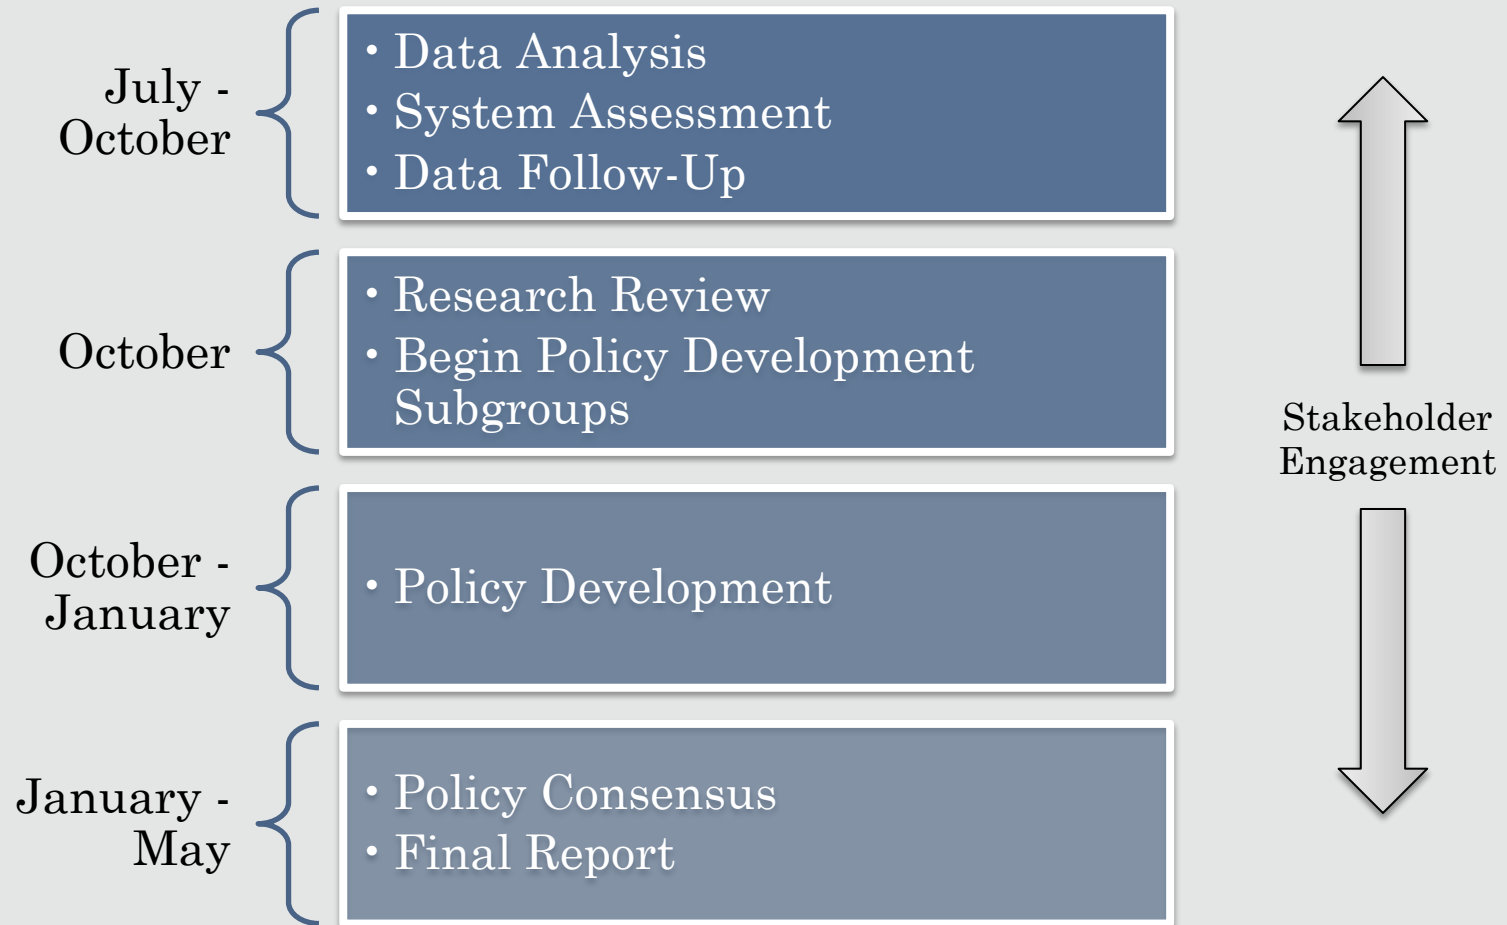 July -
October
• Data Analysis
• System Assessment
• Data Follow-Up
October
• Research Review
• Begin Policy Development
Subgroups
October -
January
• Policy Development
January -
May
• Policy Consensus
• Final Report
Stakeholder
Engagement